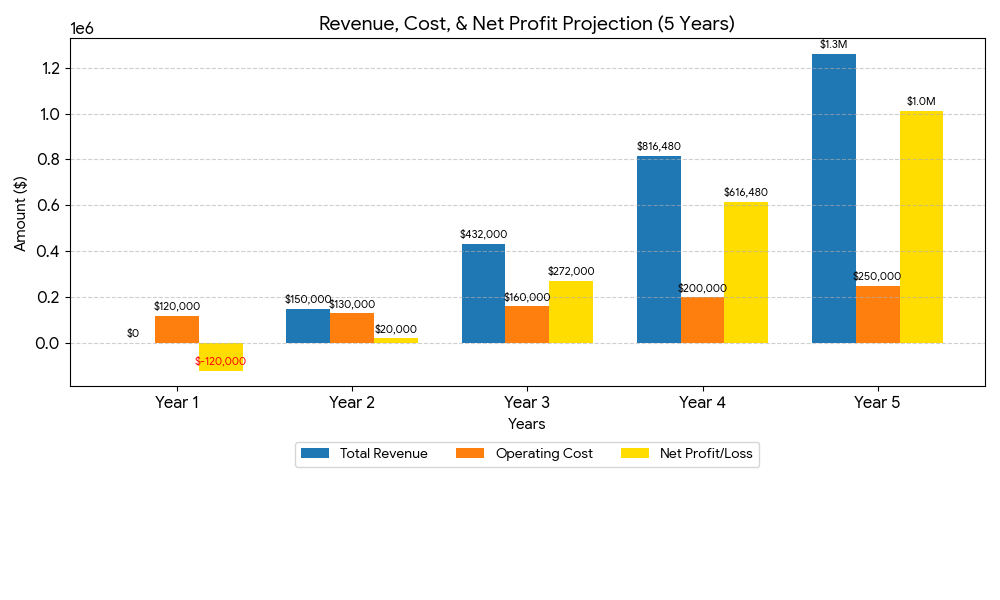 Revenue, Cost, & Net Profit Projection (5 Years)
1e6
Amount ($)
1.2
1.0
0.8
0.6
0.4
0.2
0.0
$0
$120,000
$-120,000
$150,000
$130,000
$20,000
$432,000
$160,000
$272,000
$816,480
$200,000
$616,480
$1.3M
$250,000
$1.0M
Year 1 Year 2 Year 3 Year 4 Year 5
Years
Total Revenue Operating Cost Net Profit/Loss